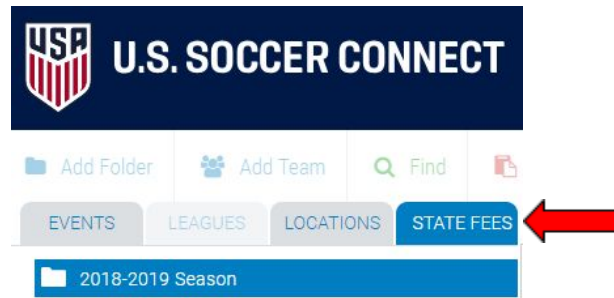 USA
U.S. SOCCER CONNECT
Add Folder Add Team Find
EVENTS LEAGUES LOCATIONS STATE FEES
2018-2019 Season